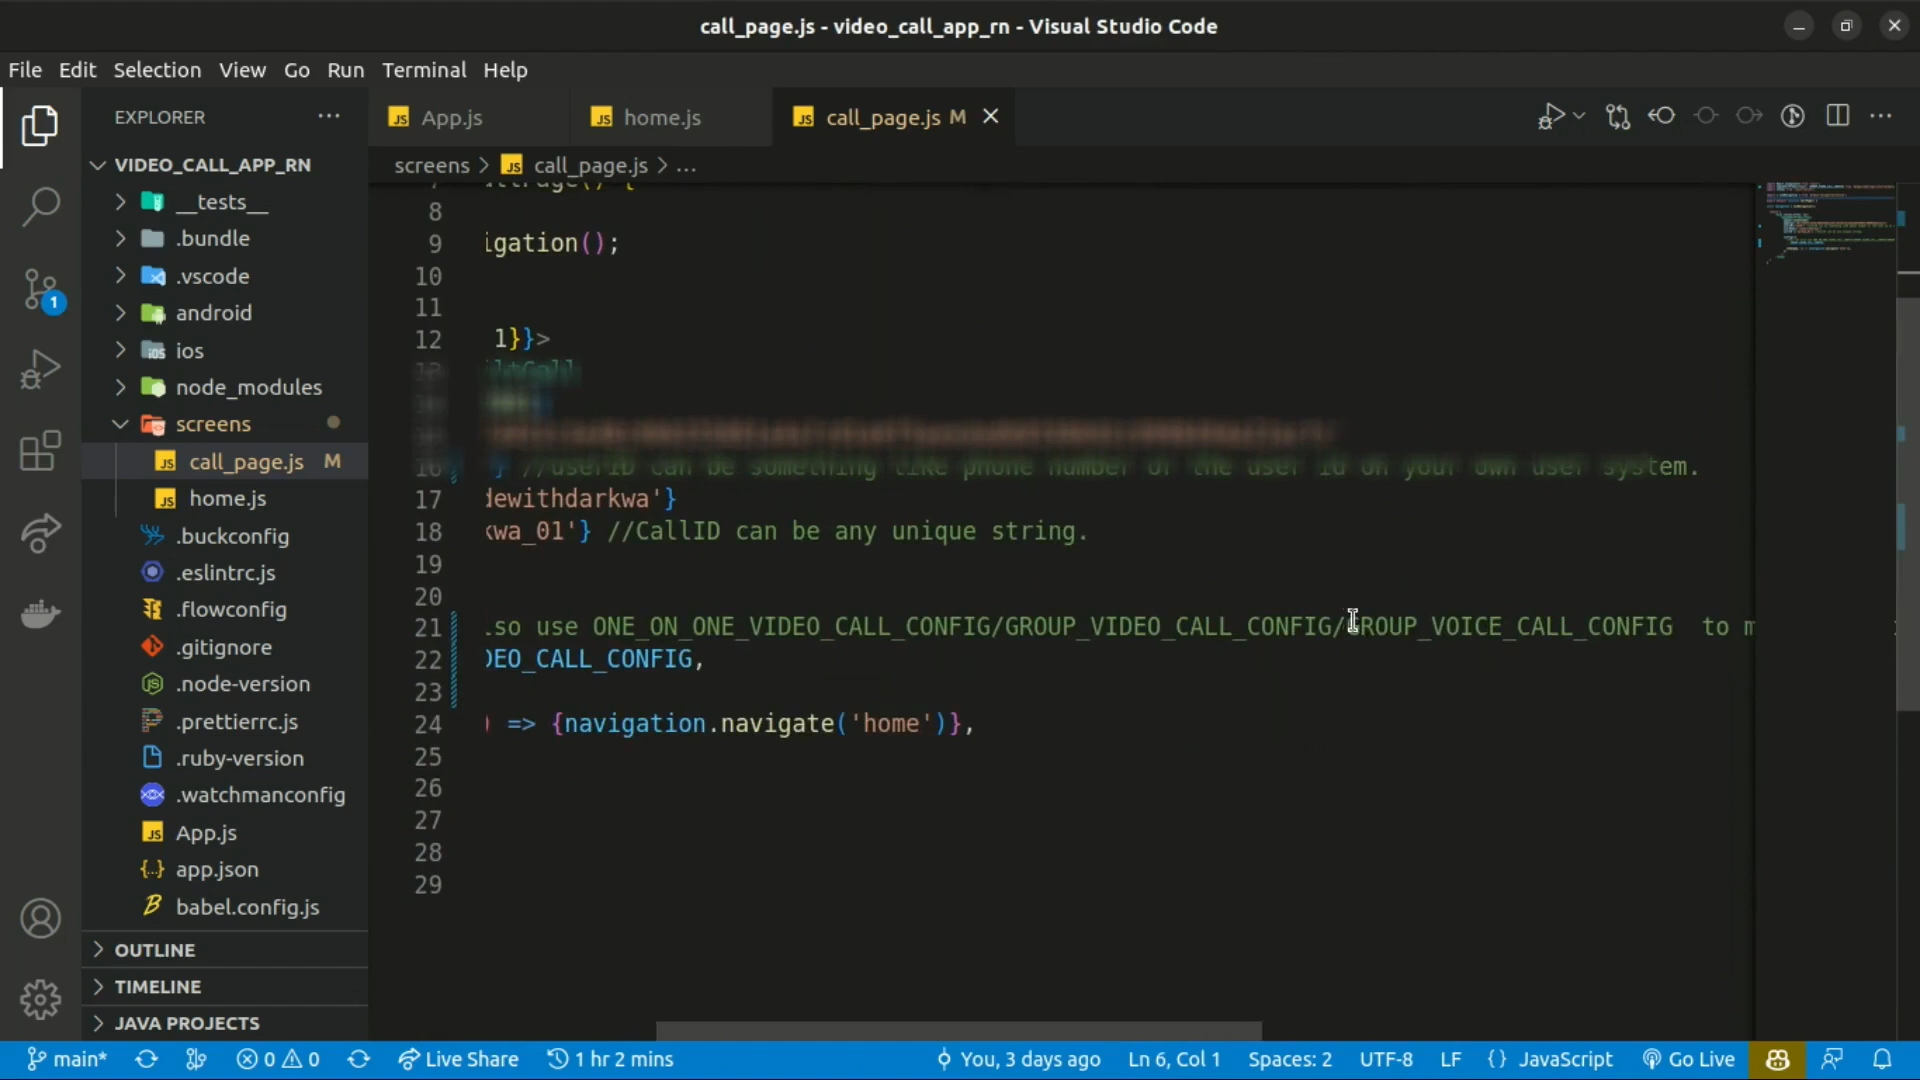 call_page.js - video_call_app_rn - Visual Studio Code
File Edit Selection View Go Run Terminal Help
EXPLORER
App.js
home.js
call_page.js M
screens > call_page.js > ...
VIDEO_CALL_APP_RN
__tests__
.bundle
.vscode
android
ios
node_modules
screens
call_page.js M
home.js
.buckconfig
.eslintrc.js
.flowconfig
.gitignore
.node-version
.prettierrc.js
.ruby-version
.watchmanconfig
App.js
app.json
babel.config.js
OUTLINE
TIMELINE
JAVA PROJECTS
1
8
9 igation();
10
11
12 1}}>
16 } //userID can be something like phone number or the user id on your own user system.
17 dewithdarkwa'}
18 kwa_01'} //CallID can be any unique string.
19
20
21 lso use ONE_ON_ONE_VIDEO_CALL_CONFIG/GROUP_VIDEO_CALL_CONFIG/GROUP_VOICE_CALL_CONFIG to m
22 DEO_CALL_CONFIG,
23
24 ) => {navigation.navigate('home')},
25
26
27
28
29
main* 0 0 Live Share 1 hr 2 mins You, 3 days ago Ln 6, Col 1 Spaces: 2 UTF-8 LF {} JavaScript Go Live